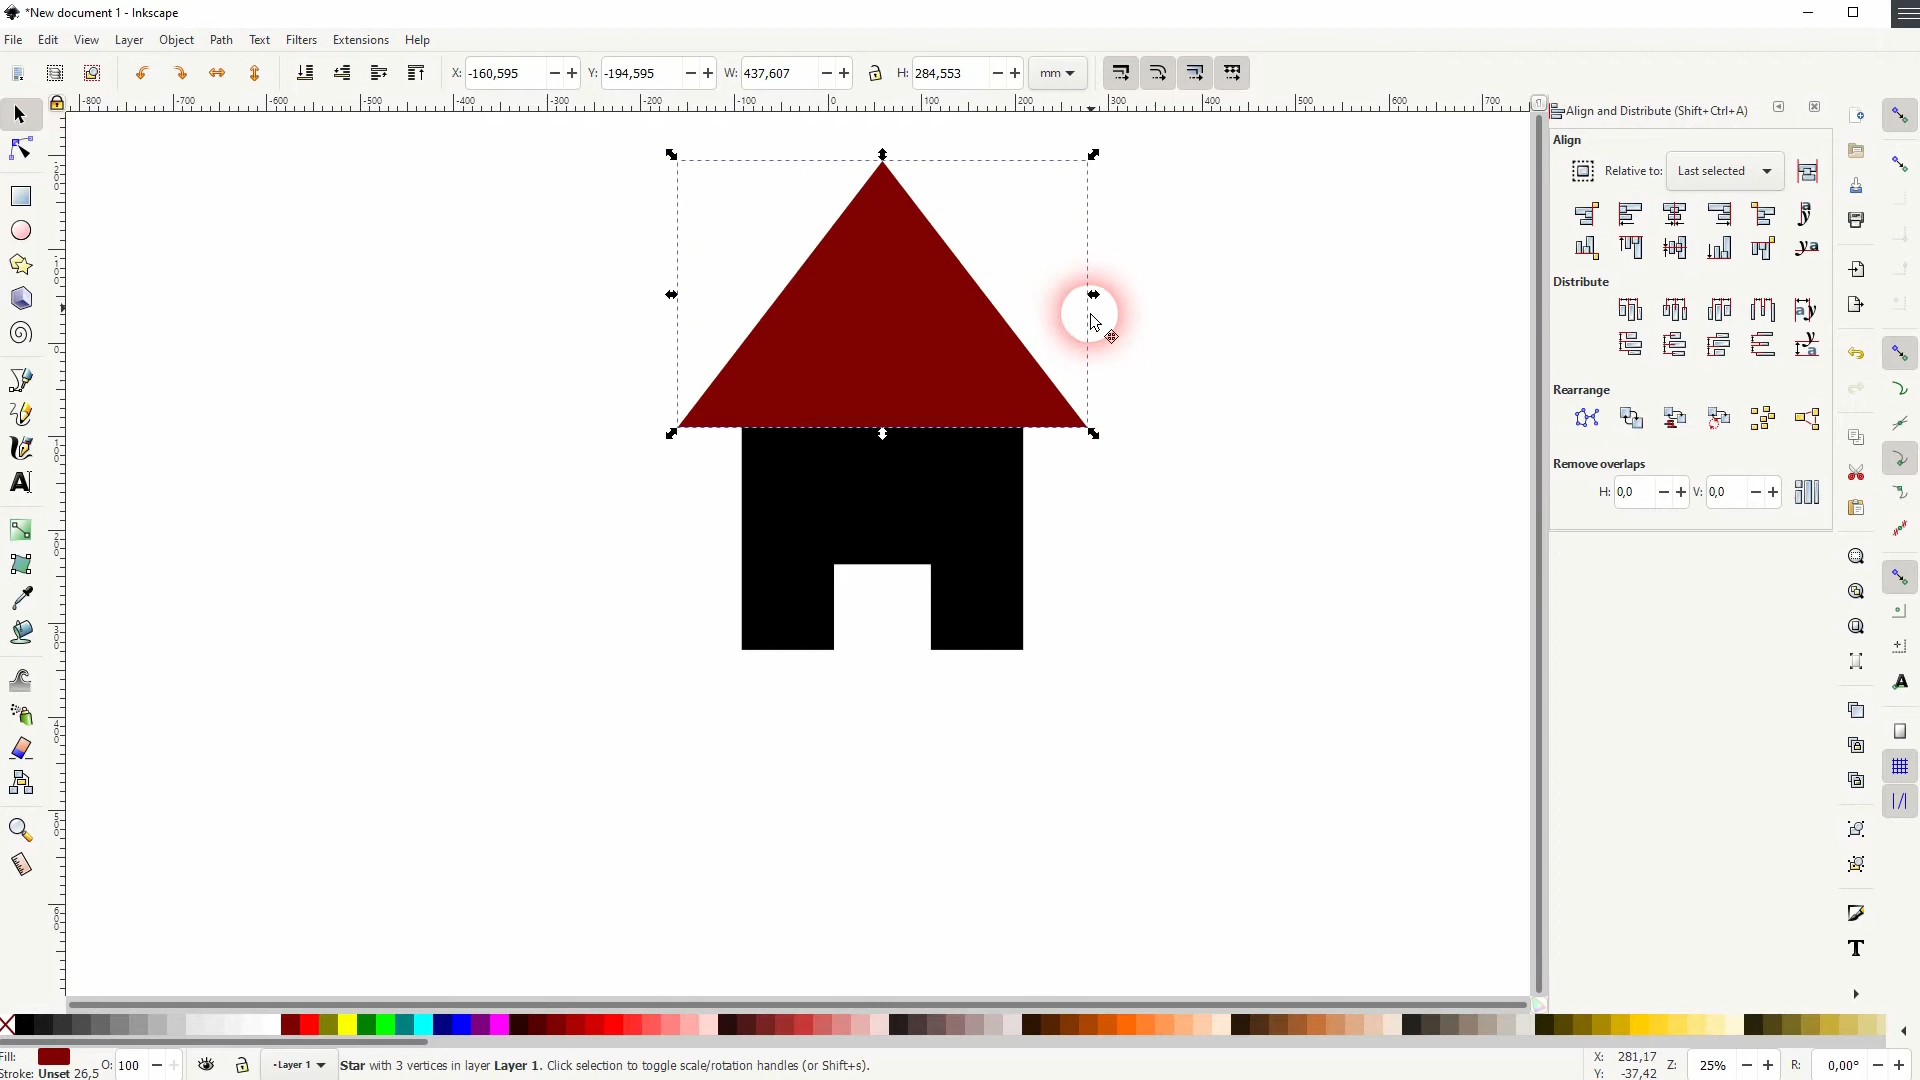 *New document 1 - Inkscape
File Edit View Layer Object Path Text Filters Extensions Help
X: -160,595 Y: -194,595 W: 437,607 H: 284,553 mm
-800 -700 -600 -500 -400 -300 -200 -100 0 100 200 300 400 500 600 700
Align and Distribute (Shift+Ctrl+A)
Align
Relative to: Last selected
Distribute
Rearrange
Remove overlaps
H: 0,0 V: 0,0
Fill:
Stroke: Unset 26,5
O: 100
Layer 1
Star with 3 vertices in layer Layer 1. Click selection to toggle scale/rotation handles (or Shift+s).
X: 281,17
Y: -37,42
Z: 25%
R: 0,00°